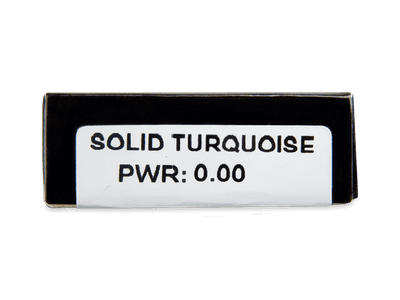 SOLID TURQUOISE
PWR: 0.00